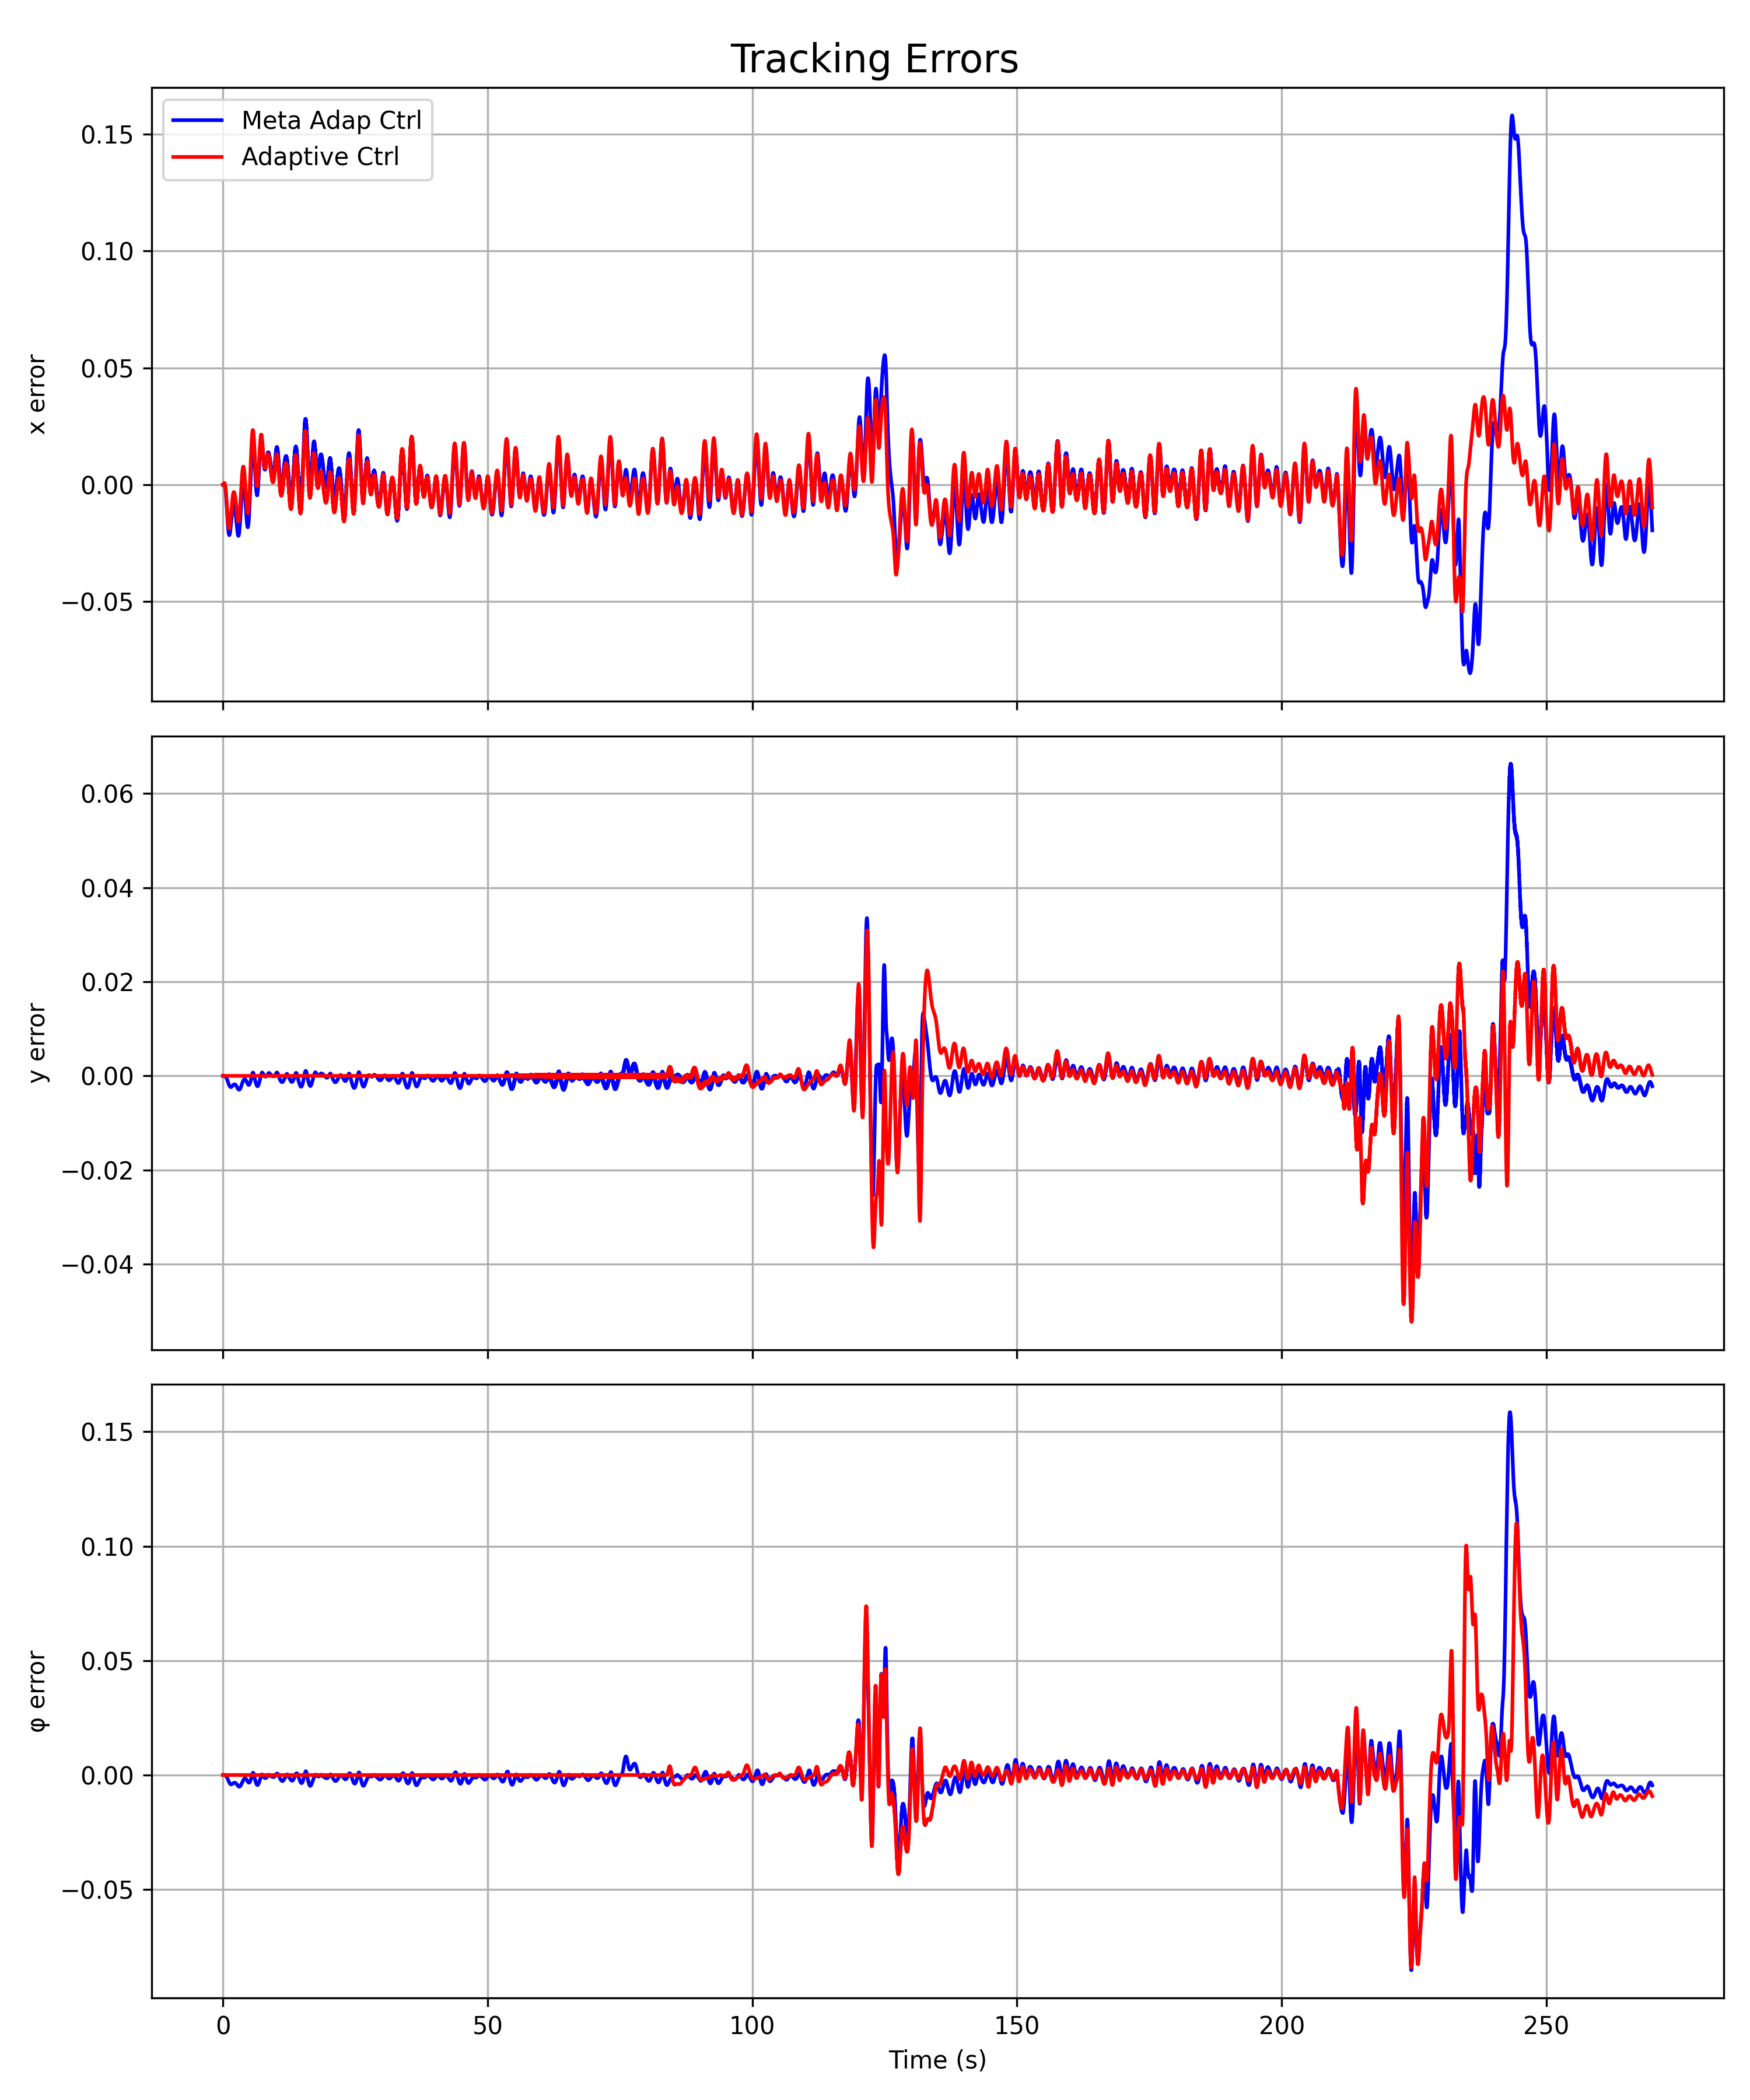 Tracking Errors
Meta Adap Ctrl
Adaptive Ctrl
0.15
0.10
0.05
0.00
−0.05
x error
0.06
0.04
0.02
0.00
−0.02
−0.04
y error
0.15
0.10
0.05
0.00
−0.05
φ error
0 50 100 150 200 250
Time (s)